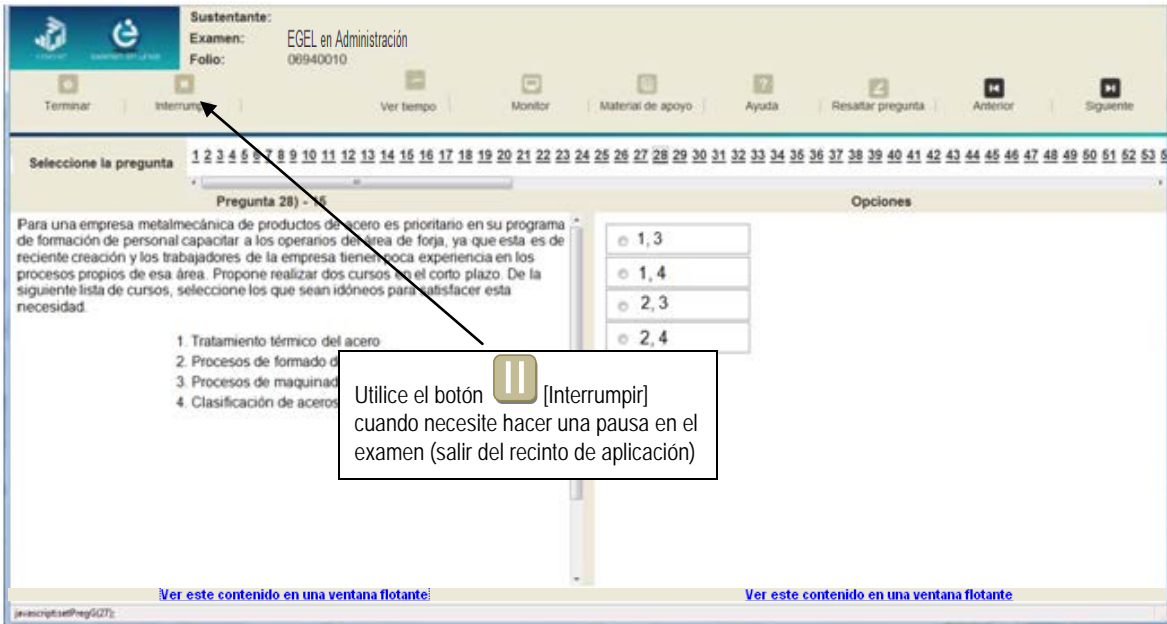 Sustentante:
Examen: EGEL en Administración
Folio: 06940010
EXAMEN EN LINEA
Terminar
Interrump
Ver tiempo
Monitor
Material de apoyo
Ayuda
Resaltar pregunta
Anterior
Siguiente
Seleccione la pregunta
1 2 3 4 5 6 7 8 9 10 11 12 13 14 15 16 17 18 19 20 21 22 23 24 25 26 27 28 29 30 31 32 33 34 35 36 37 38 39 40 41 42 43 44 45 46 47 48 49 50 51 52 53 5
Pregunta 28) - 15
Para una empresa metalmecánica de productos de acero es prioritario en su programa
de formación de personal capacitar a los operarios del área de forja, ya que esta es de
reciente creación y los trabajadores de la empresa tienen poca experiencia en los
procesos propios de esa área. Propone realizar dos cursos en el corto plazo. De la
siguiente lista de cursos, seleccione los que sean idóneos para satisfacer esta
necesidad.
1. Tratamiento térmico del acero
2. Procesos de formado d
3. Procesos de maquinad
4. Clasificación de aceros
Opciones
1, 3
1, 4
2, 3
2, 4
Utilice el botón [Interrumpir]
cuando necesite hacer una pausa en el
examen (salir del recinto de aplicación)
Ver este contenido en una ventana flotante
Ver este contenido en una ventana flotante
javascript:setPregG(27);